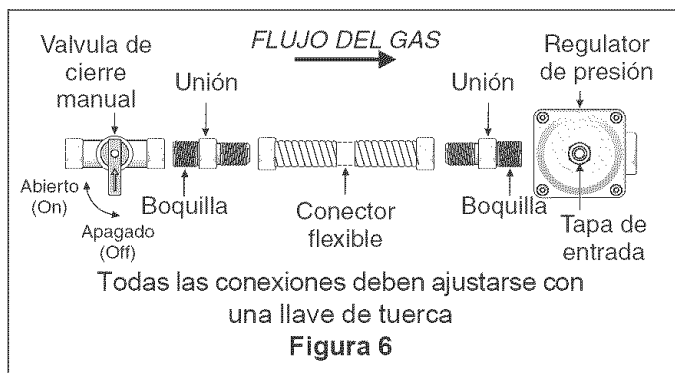 Valvula de
cierre
manual
FLUJO DEL GAS
Regulator
de presión
Unión
Unión
Abierto
(On)
Apagado
(Off)
Boquilla
Conector
flexible
Boquilla
Tapa de
entrada
Todas las conexiones deben ajustarse con
una llave de tuerca
Figura 6